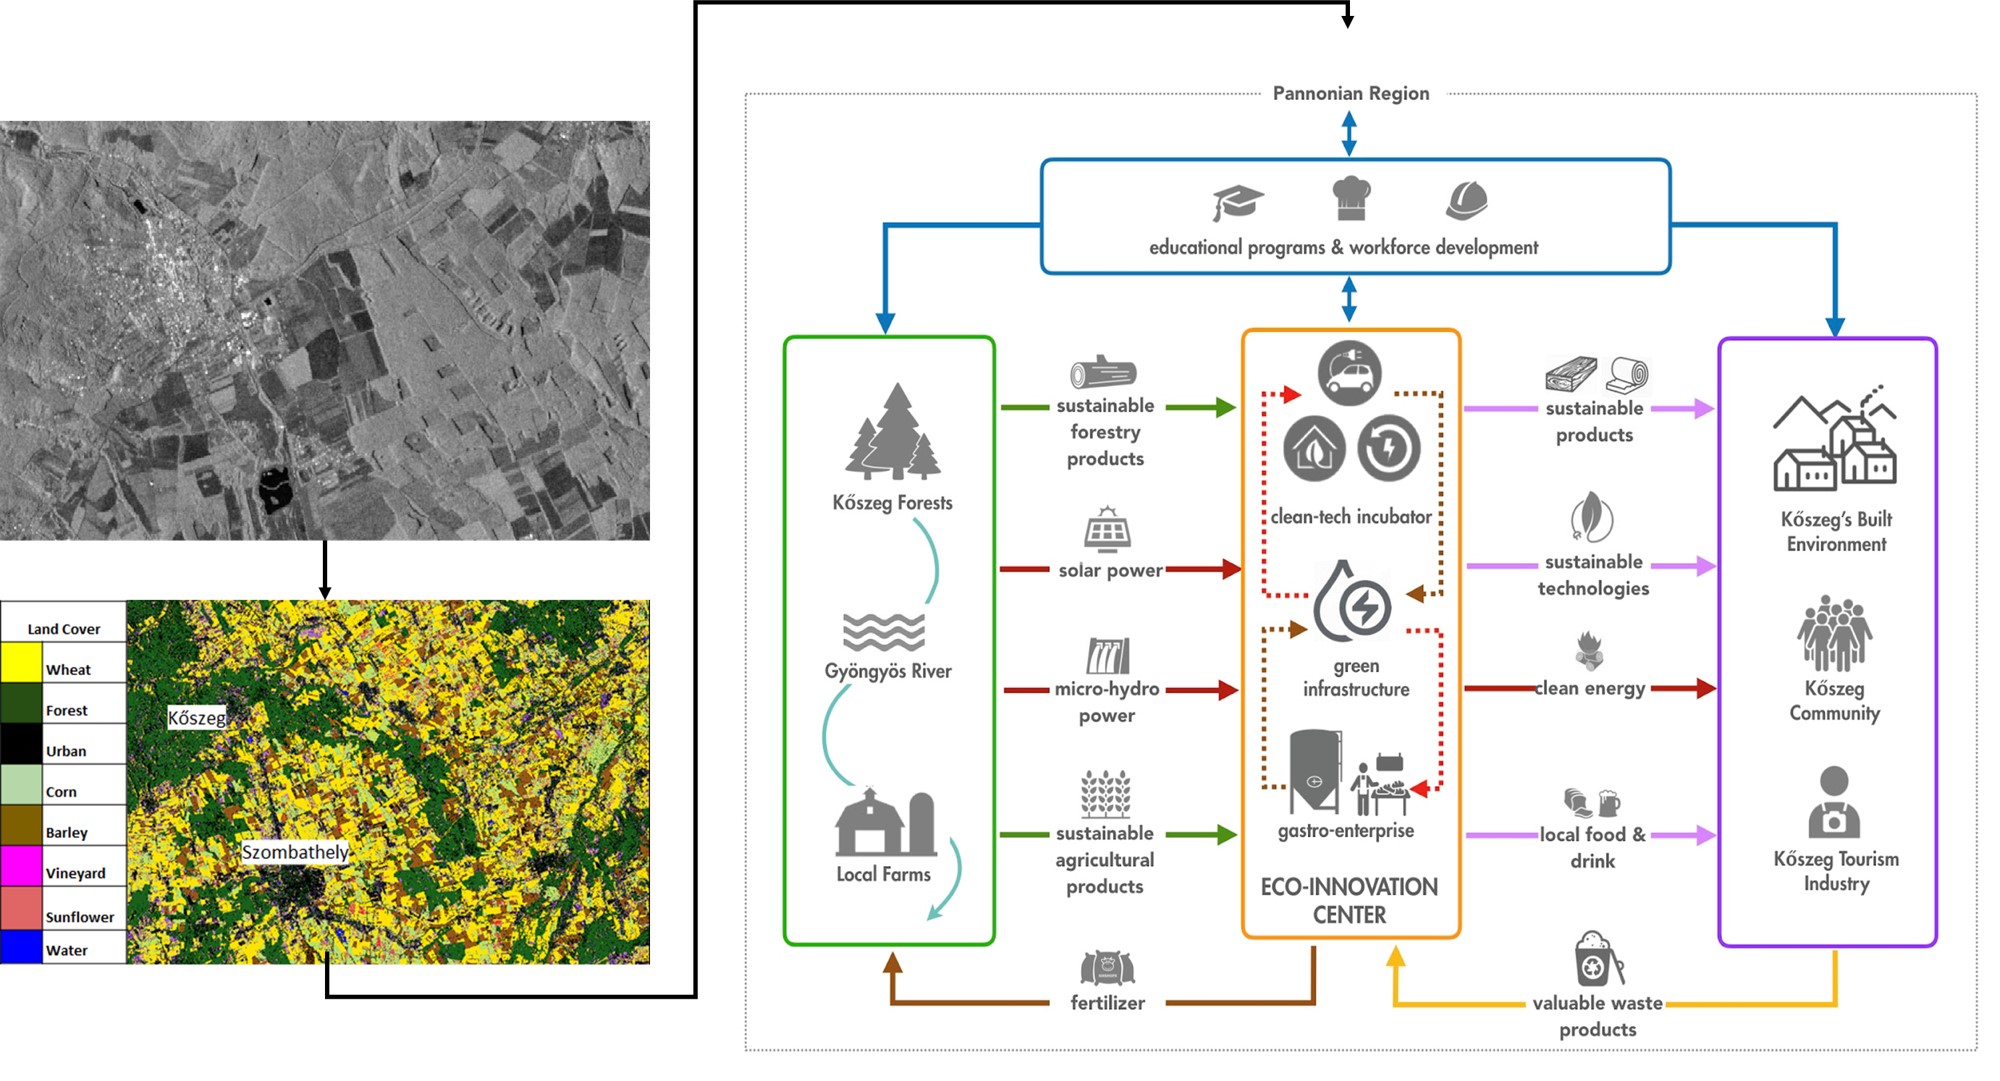 Land Cover
Wheat
Forest
Urban
Corn
Barley
Vineyard
Sunflower
Water
Kőszeg
Szombathely
Pannonian Region
educational programs & workforce development
Kőszeg Forests
Gyöngyös River
Local Farms
sustainable
forestry
products
solar power
micro-hydro
power
sustainable
agricultural
products
fertilizer
clean-tech incubator
green
infrastructure
gastro-enterprise
ECO-INNOVATION
CENTER
sustainable
products
sustainable
technologies
clean energy
local food &
drink
valuable waste
products
Kőszeg's Built
Environment
Kőszeg
Community
Kőszeg Tourism
Industry